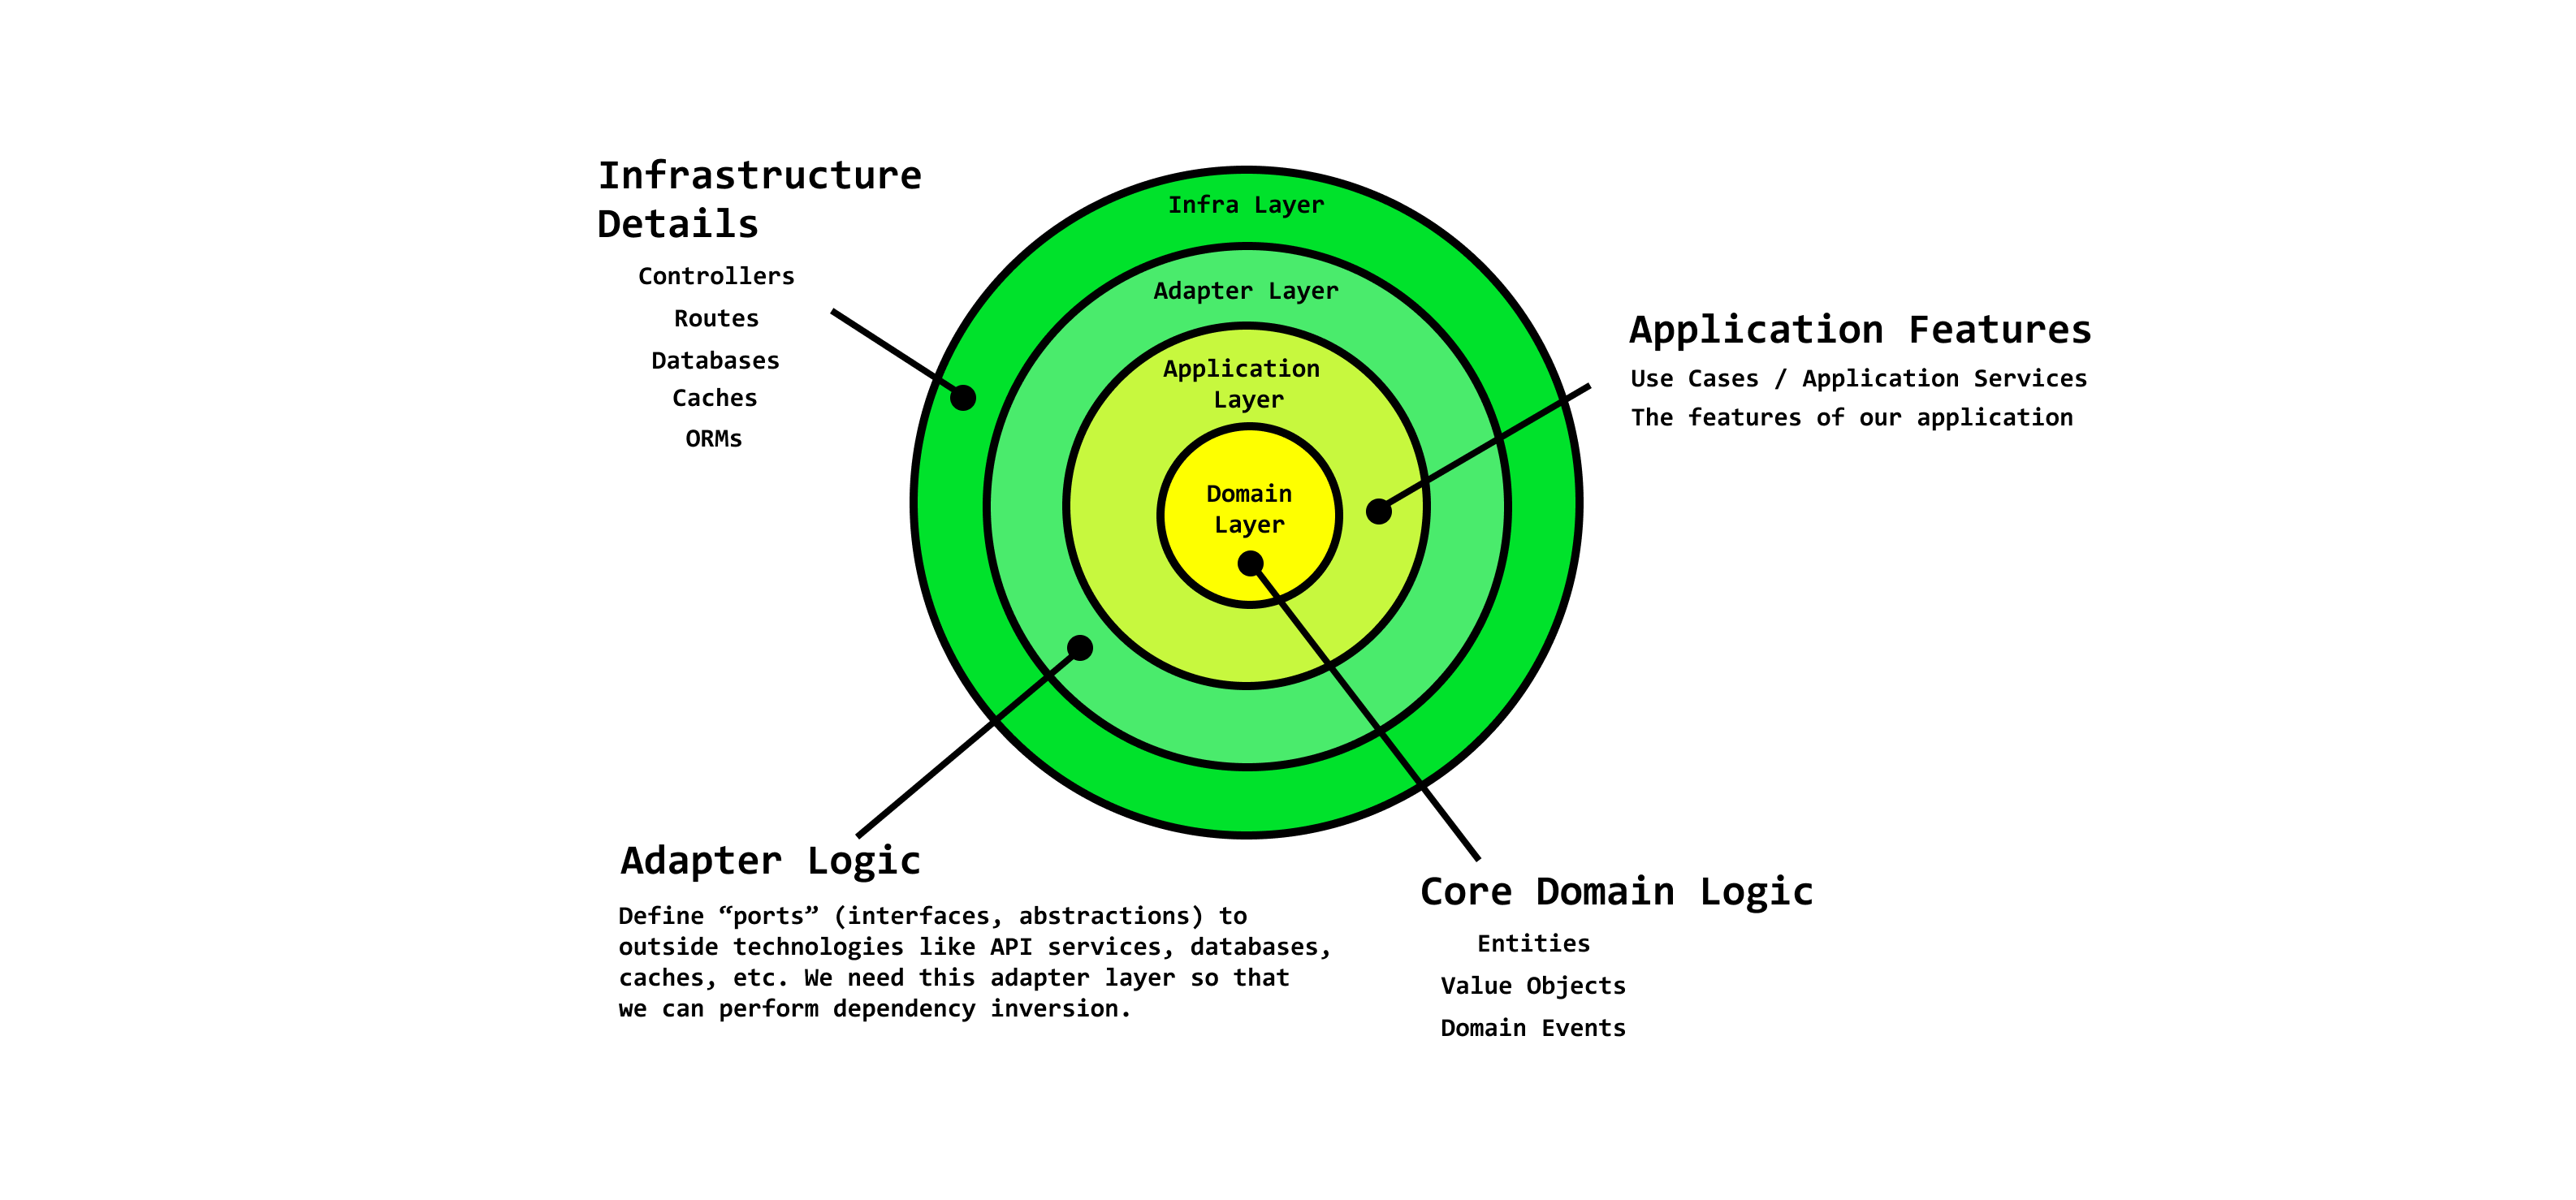 Infrastructure
Details
Controllers
Routes
Databases
Caches
ORMs
Infra Layer
Adapter Layer
Application
Layer
Domain
Layer
Application Features
Use Cases / Application Services
The features of our application
Adapter Logic
Define “ports” (interfaces, abstractions) to
outside technologies like API services, databases,
caches, etc. We need this adapter layer so that
we can perform dependency inversion.
Core Domain Logic
Entities
Value Objects
Domain Events